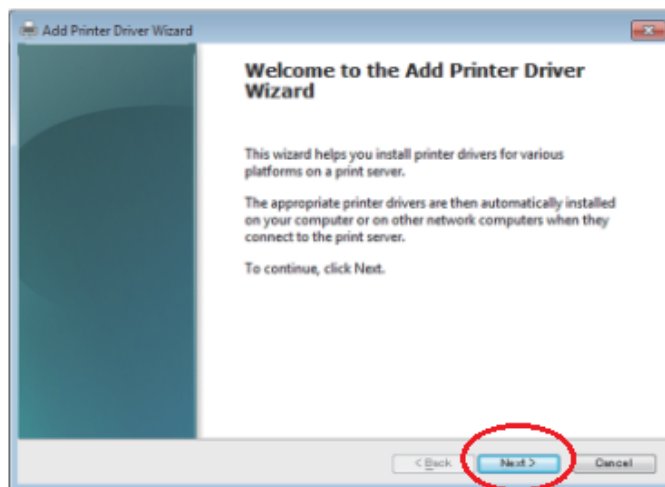 Add Printer Driver Wizard
Welcome to the Add Printer Driver
Wizard
This wizard helps you install printer drivers for various
platforms on a print server.
The appropriate printer drivers are then automatically installed
on your computer or on other network computers when they
connect to the print server.
To continue, click Next.
< Back Next > Cancel